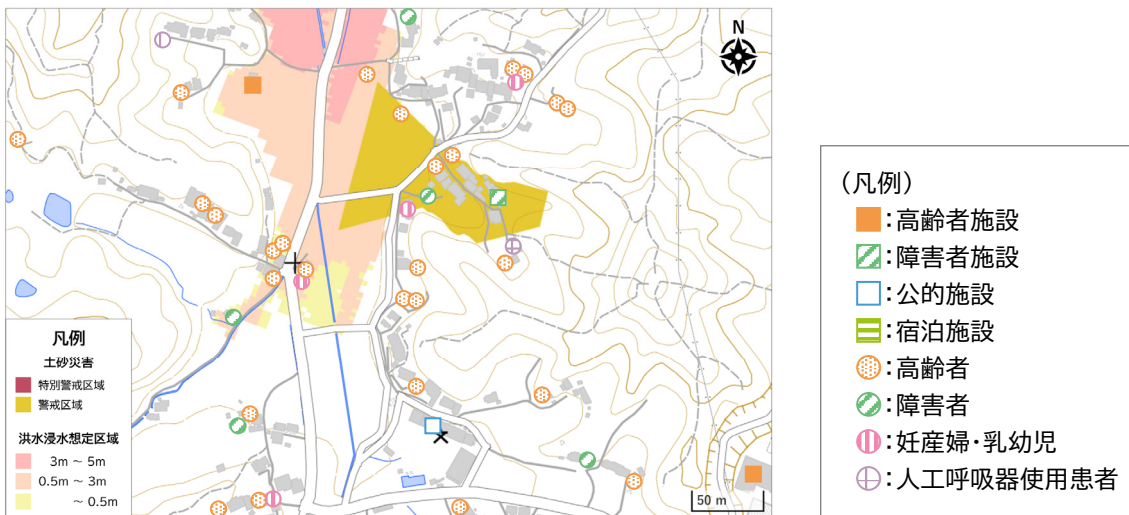 N
凡例
土砂災害
特別警戒区域
警戒区域
洪水浸水想定区域
3m ~ 5m
0.5m ~ 3m
~ 0.5m
50 m
(凡例)
:高齢者施設
:障害者施設
:公的施設
:宿泊施設
:高齢者
:障害者
:妊産婦・乳幼児
:人工呼吸器使用患者